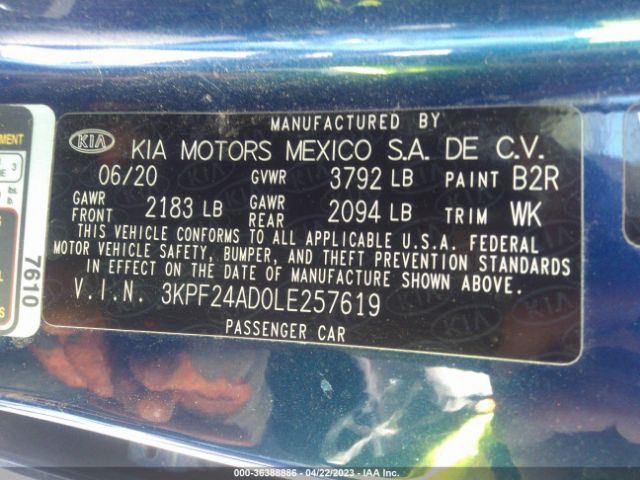 MANUFACTURED BY
KIA KIA MOTORS MEXICO S.A. DE C.V.
06/20 GVWR 3792 LB PAINT B2R
GAWR FRONT 2183 LB GAWR REAR 2094 LB TRIM WK
THIS VEHICLE CONFORMS TO ALL APPLICABLE U.S.A. FEDERAL
MOTOR VEHICLE SAFETY, BUMPER, AND THEFT PREVENTION STANDARDS
IN EFFECT ON THE DATE OF MANUFACTURE SHOWN ABOVE.
V.I.N. 3KPF24AD0LE257619
PASSENGER CAR
7610
000-36388886 - 04/22/2023 - IAA Inc.